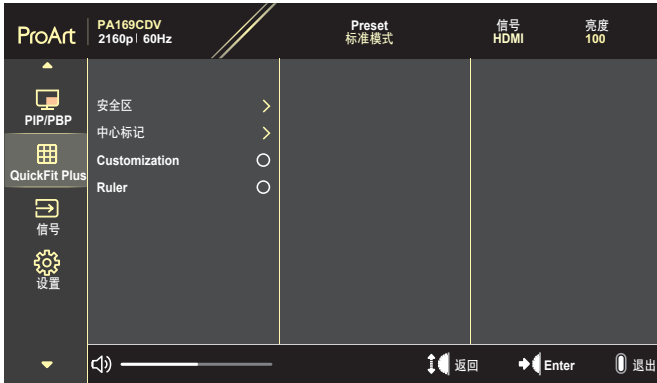 ProArt
PA169CDV
2160p 60Hz
Preset
标准模式
信号
HDMI
亮度
100
PIP/PBP
QuickFit Plus
信号
设置
安全区
中心标记
Customization
Ruler
返回
Enter
退出